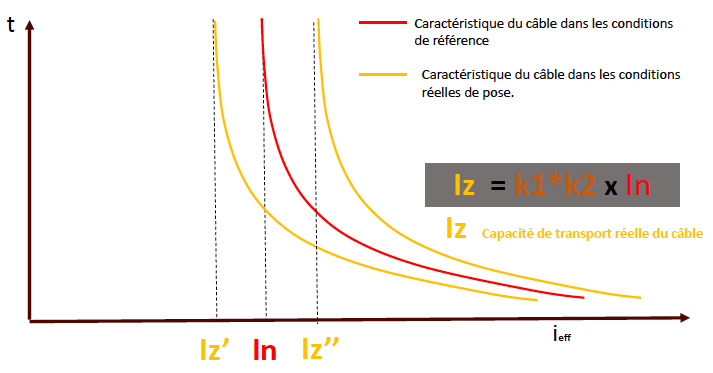 t
Caractéristique du câble dans les conditions
de référence
Caractéristique du câble dans les conditions
réelles de pose.
Iz = k1*k2 x In
Iz Capacité de transport réelle du câble
i eff
Iz’ In Iz’’